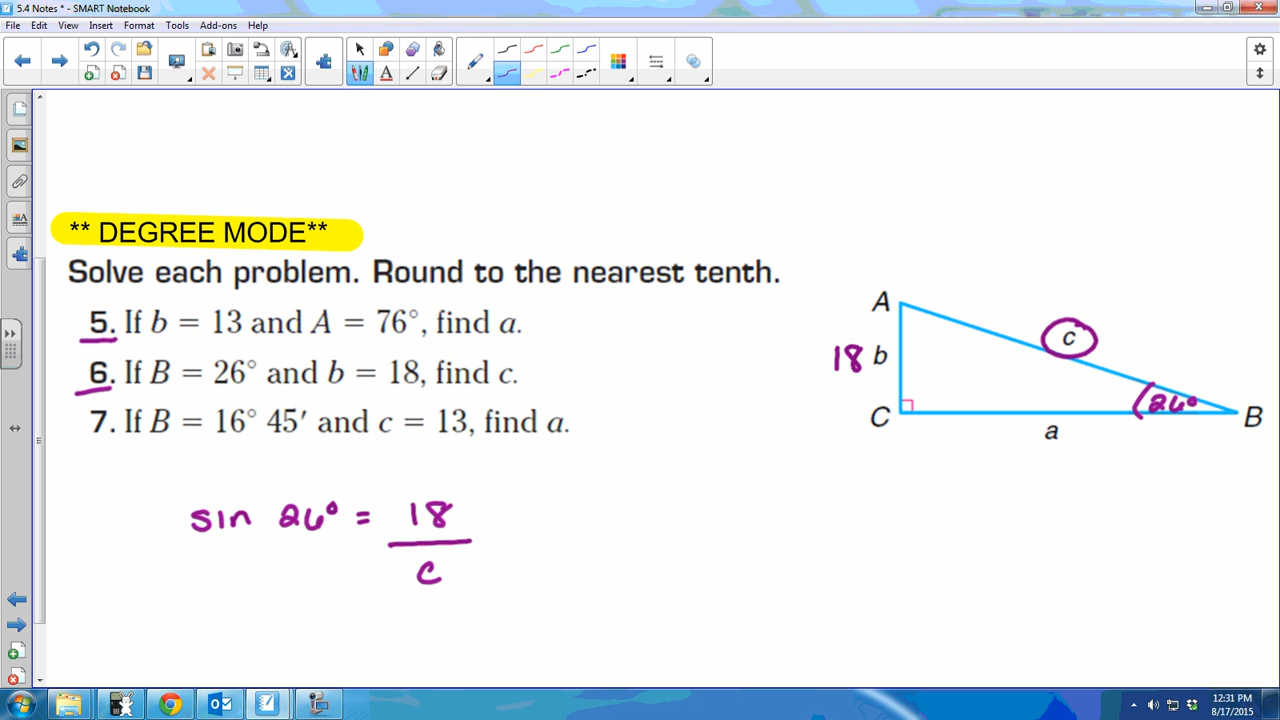 5.4 Notes * - SMART Notebook
File Edit View Insert Format Tools Add-ons Help
** DEGREE MODE**
Solve each problem. Round to the nearest tenth.
5. If b = 13 and A = 76°, find a.
6. If B = 26° and b = 18, find c.
7. If B = 16° 45′ and c = 13, find a.
A
c
18 b
26°
C
B
a
sin 26° = 18
c
12:31 PM
8/17/2015